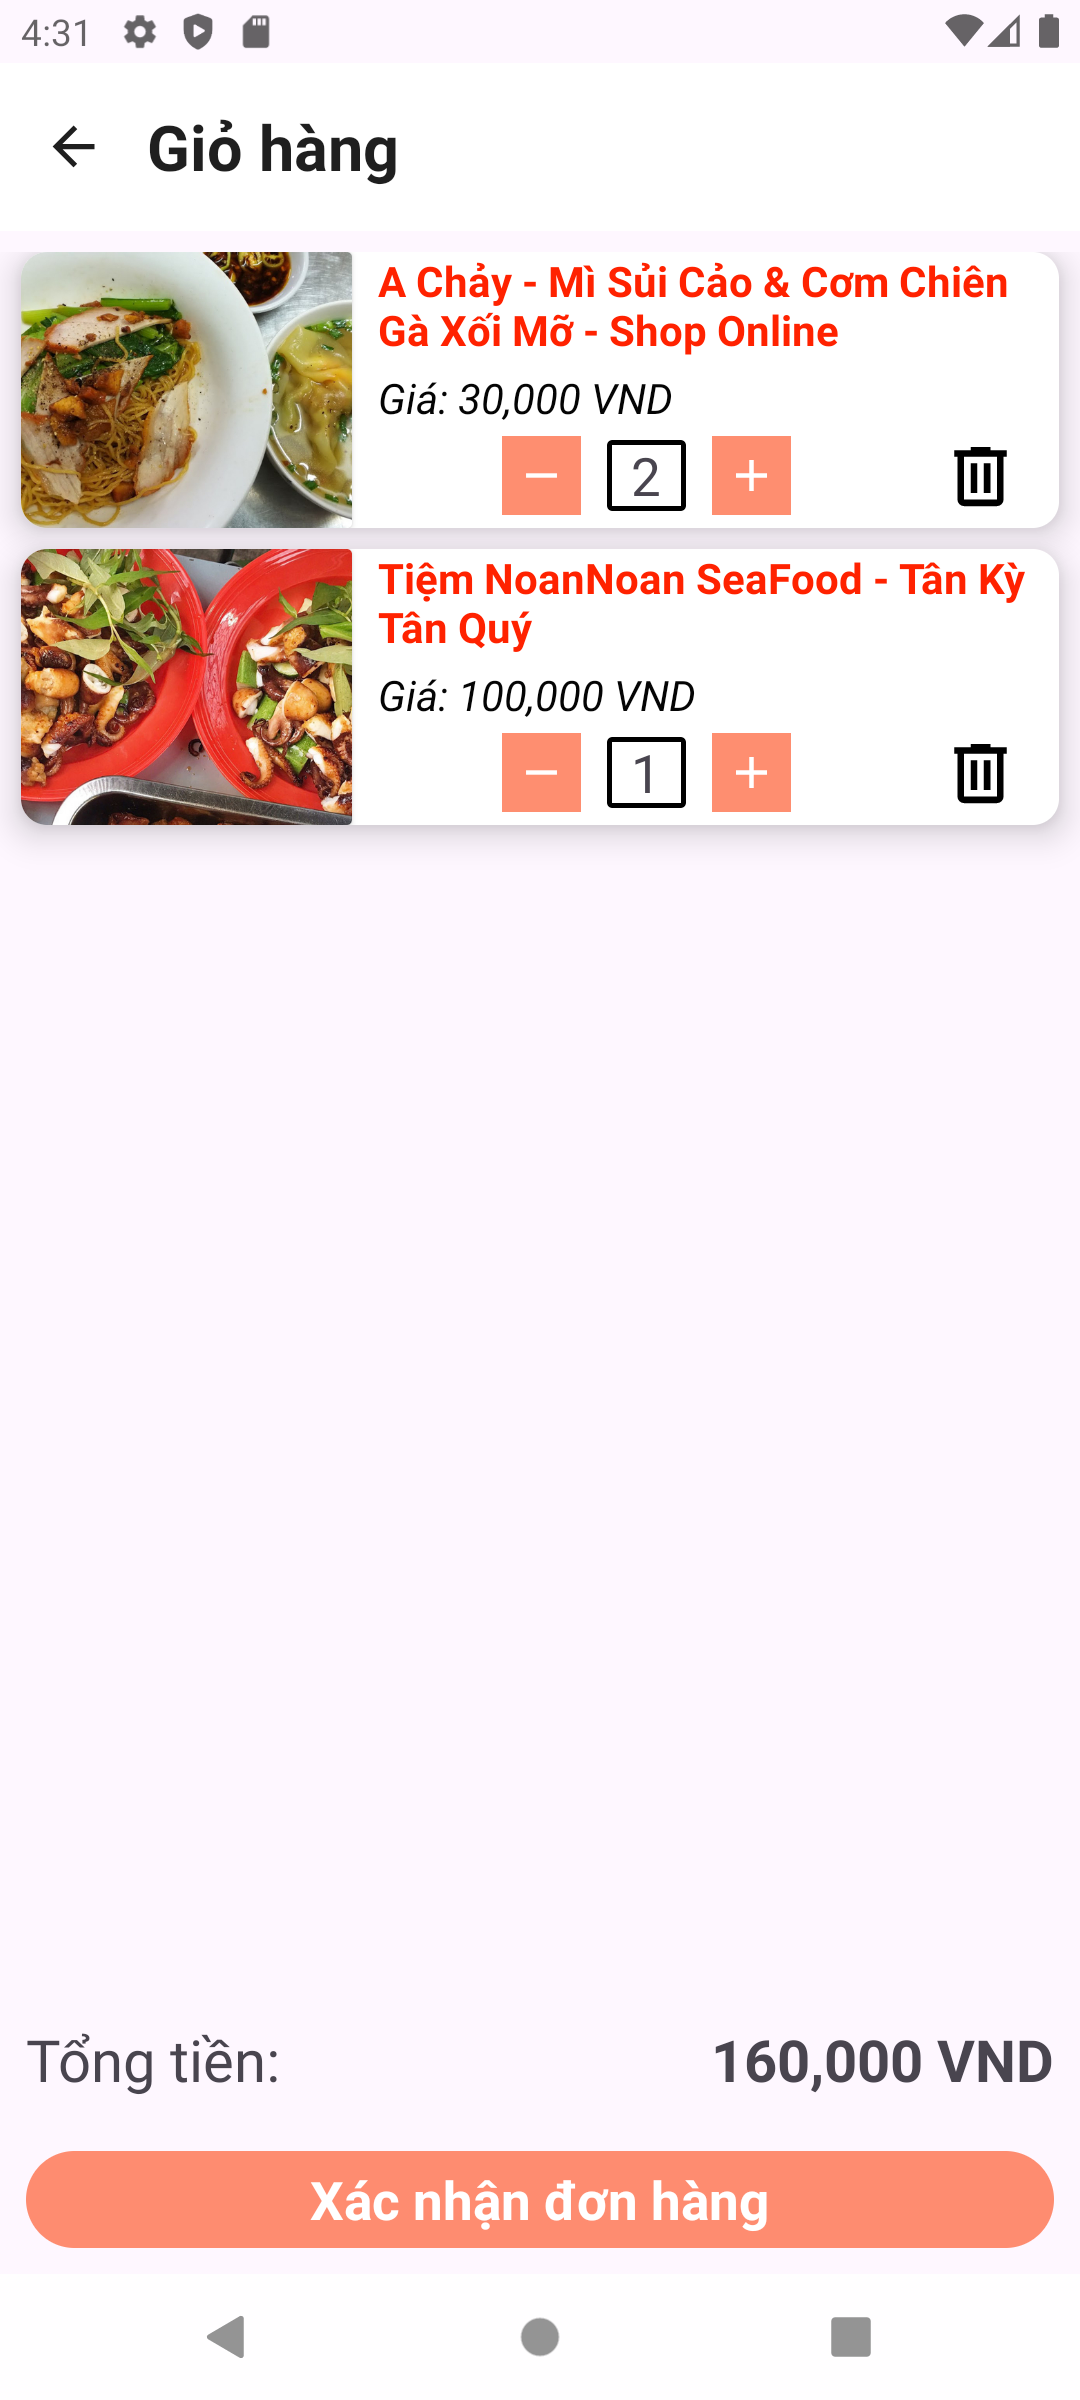 4:31
Giỏ hàng
A Chảy - Mì Sủi Cảo & Cơm Chiên
Gà Xối Mỡ - Shop Online
Giá: 30,000 VND
2
Tiệm NoanNoan SeaFood - Tân Kỳ
Tân Quý
Giá: 100,000 VND
1
Tổng tiền: 160,000 VND
Xác nhận đơn hàng